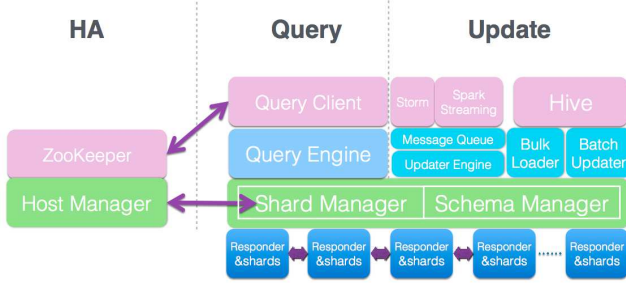 HA
Query
Update
Query Client
Storm
Spark
Streaming
Hive
ZooKeeper
Query Engine
Message Queue
Updater Engine
Bulk
Loader
Batch
Updater
Host Manager
Shard Manager
Schema Manager
Responder
&shards
Responder
&shards
Responder
&shards
Responder
&shards
Responder
&shards